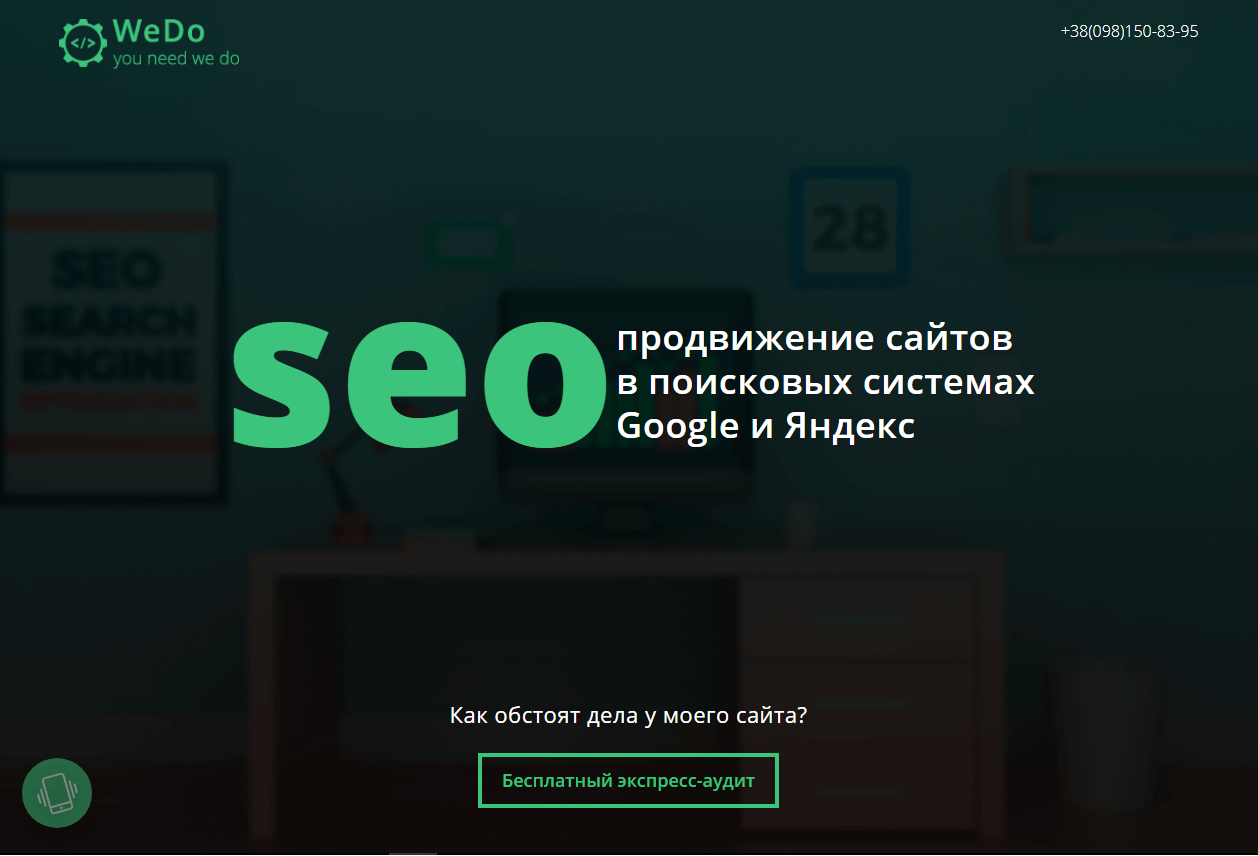 WeDo
you need we do
+38(098)150-83-95
28
SEO
SEARCH
ENGINE
OPTIMIZATION
seo
продвижение сайтов
в поисковых системах
Google и Яндекс
Как обстоят дела у моего сайта?
Бесплатный экспресс-аудит